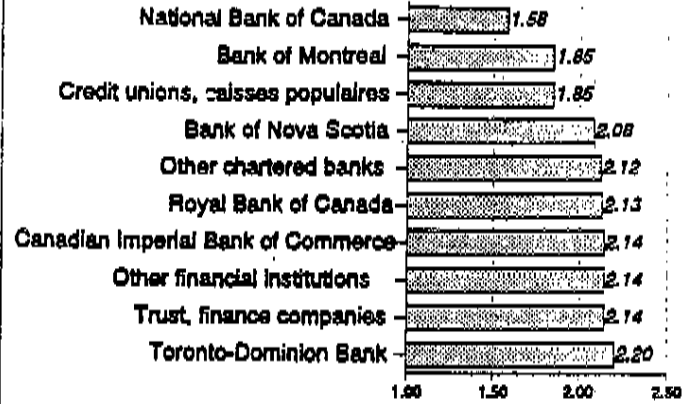 National Bank of Canada 1.58
Bank of Montreal 1.85
Credit unions, caisses populaires 1.85
Bank of Nova Scotia 2.08
Other chartered banks 2.12
Royal Bank of Canada 2.13
Canadian Imperial Bank of Commerce 2.14
Other financial institutions 2.14
Trust, finance companies 2.14
Toronto-Dominion Bank 2.20
1.00 1.50 2.00 2.50